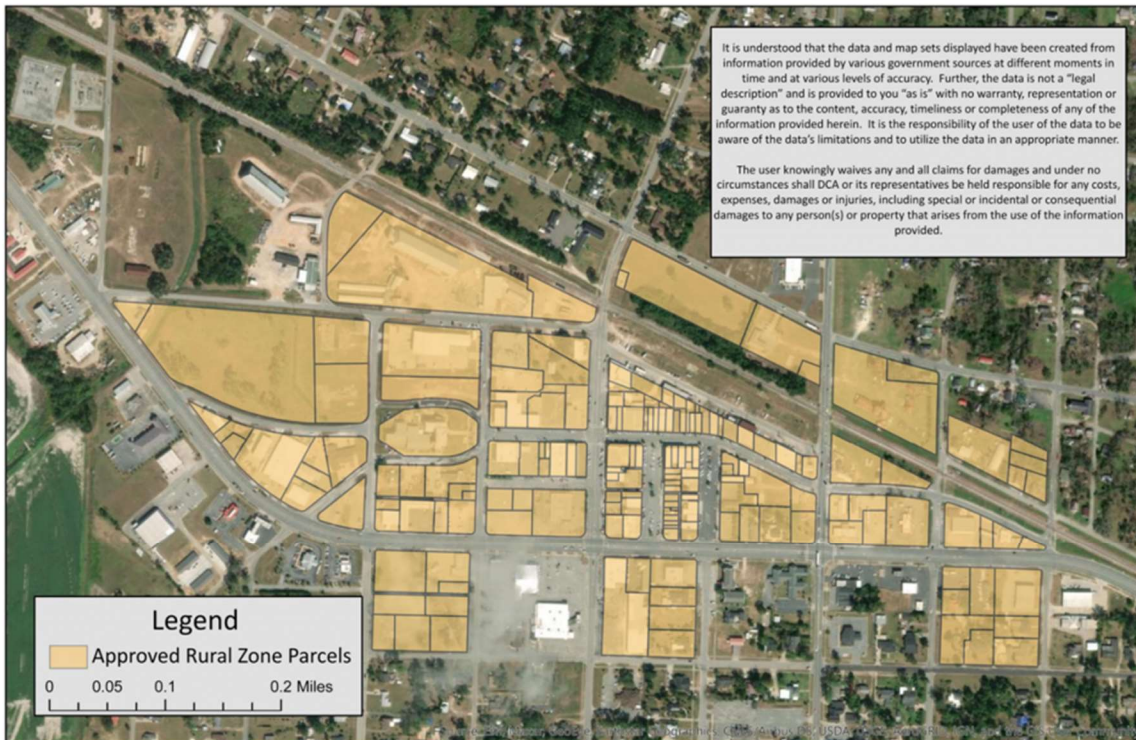 It is understood that the data and map sets displayed have been created from
information provided by various government sources at different moments in
time and at various levels of accuracy. Further, the data is not a “legal
description” and is provided to you “as is” with no warranty, representation or
guaranty as to the content, accuracy, timeliness or completeness of any of the
information provided herein. It is the responsibility of the user of the data to be
aware of the data’s limitations and to utilize the data in an appropriate manner.
The user knowingly waives any and all claims for damages and under no
circumstances shall DCA or its representatives be held responsible for any costs,
expenses, damages or injuries, including special or incidental or consequential
damages to any person(s) or property that arises from the use of the information
provided.
Legend
Approved Rural Zone Parcels
0 0.05 0.1 0.2 Miles